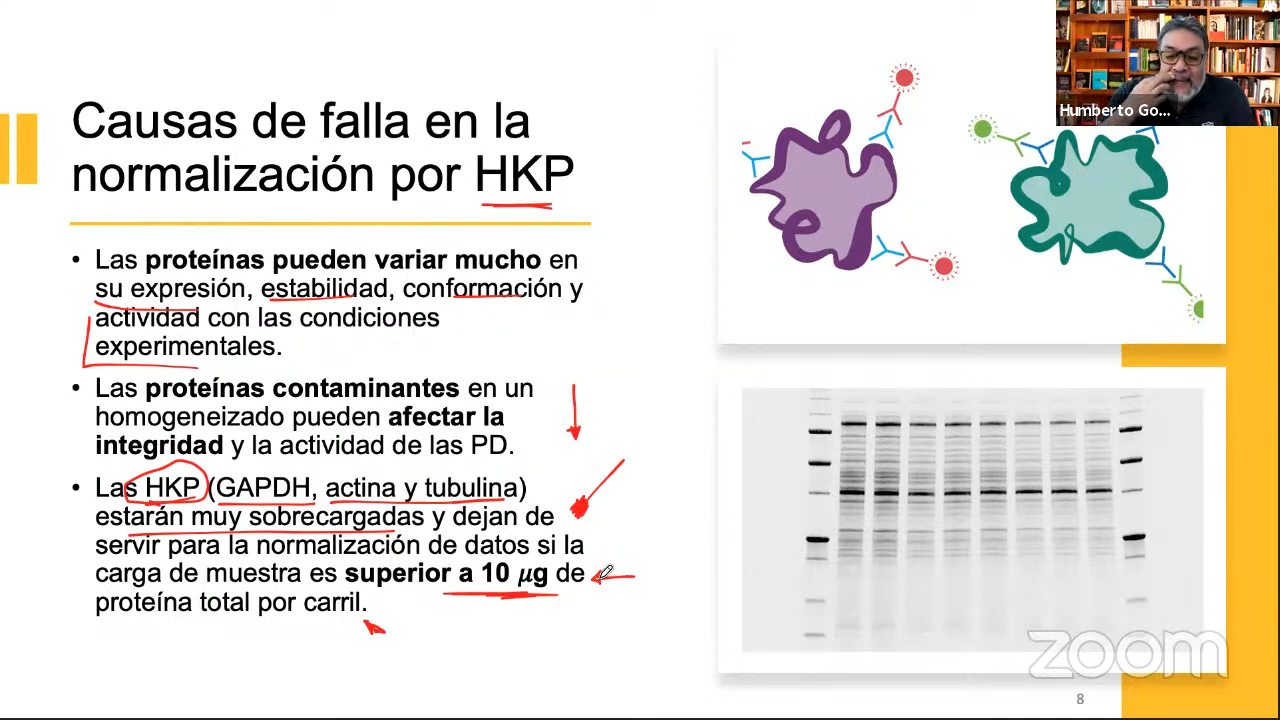 Causas de falla en la
normalización por HKP
• Las proteínas pueden variar mucho en
su expresión, estabilidad, conformación y
actividad con las condiciones
experimentales.
• Las proteínas contaminantes en un
homogeneizado pueden afectar la
integridad y la actividad de las PD.
• Las HKP (GAPDH, actina y tubulina)
estarán muy sobrecargadas y dejan de
servir para la normalización de datos si la
carga de muestra es superior a 10 µg de
proteína total por carril.
Humberto Go...
zoom
8